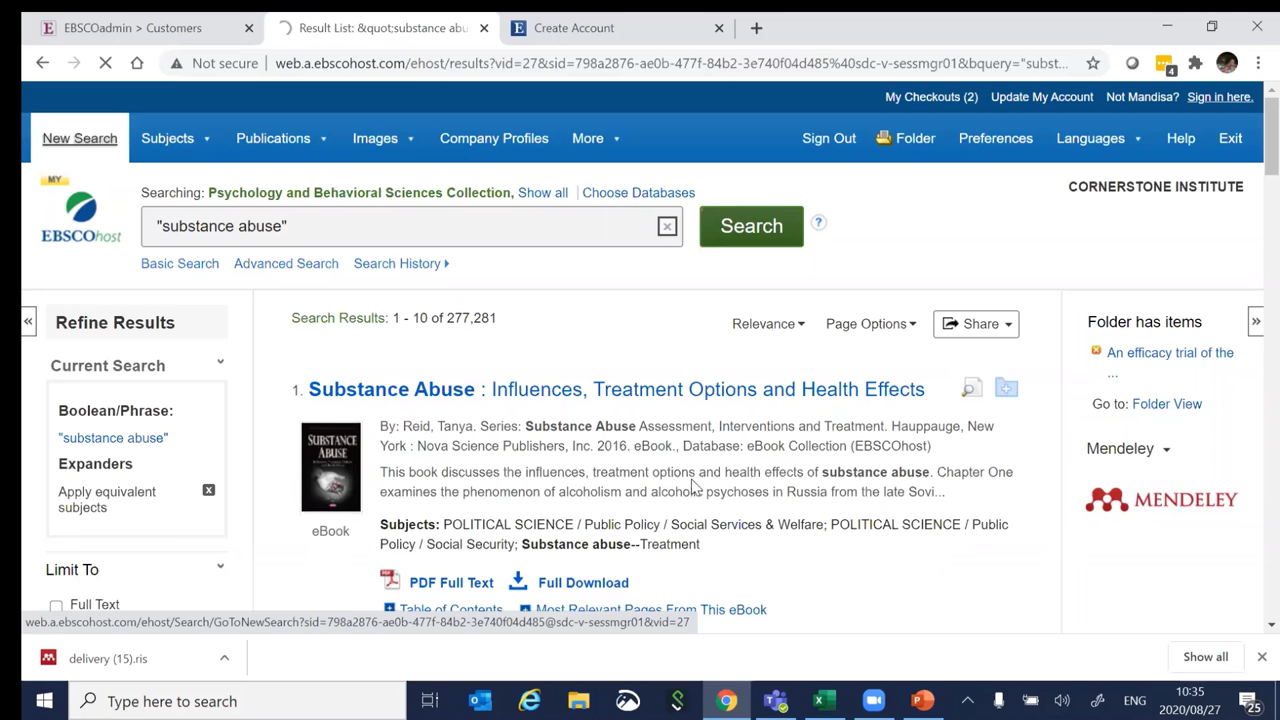 EBSCOadmin > Customers
Result List: &quot;substance abu
Create Account
Not secure
web.a.ebscohost.com/ehost/results?vid=27&sid=798a2876-ae0b-477f-84b2-3e740f04d485%40sdc-v-sessmgr01&bquery="subst...
4
My Checkouts (2) Update My Account Not Mandisa? Sign in here.
New Search Subjects Publications Images Company Profiles More Sign Out Folder Preferences Languages Help Exit
MY
EBSCOhost
Searching: Psychology and Behavioral Sciences Collection, Show all Choose Databases
CORNERSTONE INSTITUTE
"substance abuse"
Search
?
Basic Search Advanced Search Search History
Refine Results
Current Search
Boolean/Phrase:
"substance abuse"
Expanders
Apply equivalent
subjects
Limit To
Full Text
Search Results: 1 - 10 of 277,281
Relevance Page Options Share
1. Substance Abuse : Influences, Treatment Options and Health Effects
SUBSTANCE
ABUSE
eBook
By: Reid, Tanya. Series: Substance Abuse Assessment, Interventions and Treatment. Hauppauge, New
York : Nova Science Publishers, Inc. 2016. eBook., Database: eBook Collection (EBSCOhost)
This book discusses the influences, treatment options and health effects of substance abuse. Chapter One
examines the phenomenon of alcoholism and alcoholic psychoses in Russia from the late Sovi...
Subjects: POLITICAL SCIENCE / Public Policy / Social Services & Welfare; POLITICAL SCIENCE / Public
Policy / Social Security; Substance abuse--Treatment
PDF Full Text Full Download
Table of Contents Most Relevant Pages From This eBook
Folder has items
An efficacy trial of the
...
Go to: Folder View
Mendeley
MENDELEY
web.a.ebscohost.com/ehost/Search/GoToNewSearch?sid=798a2876-ae0b-477f-84b2-3e740f04d485@sdc-v-sessmgr01&vid=27
delivery (15).ris
Show all
Type here to search
ENG
10:35
2020/08/27
25